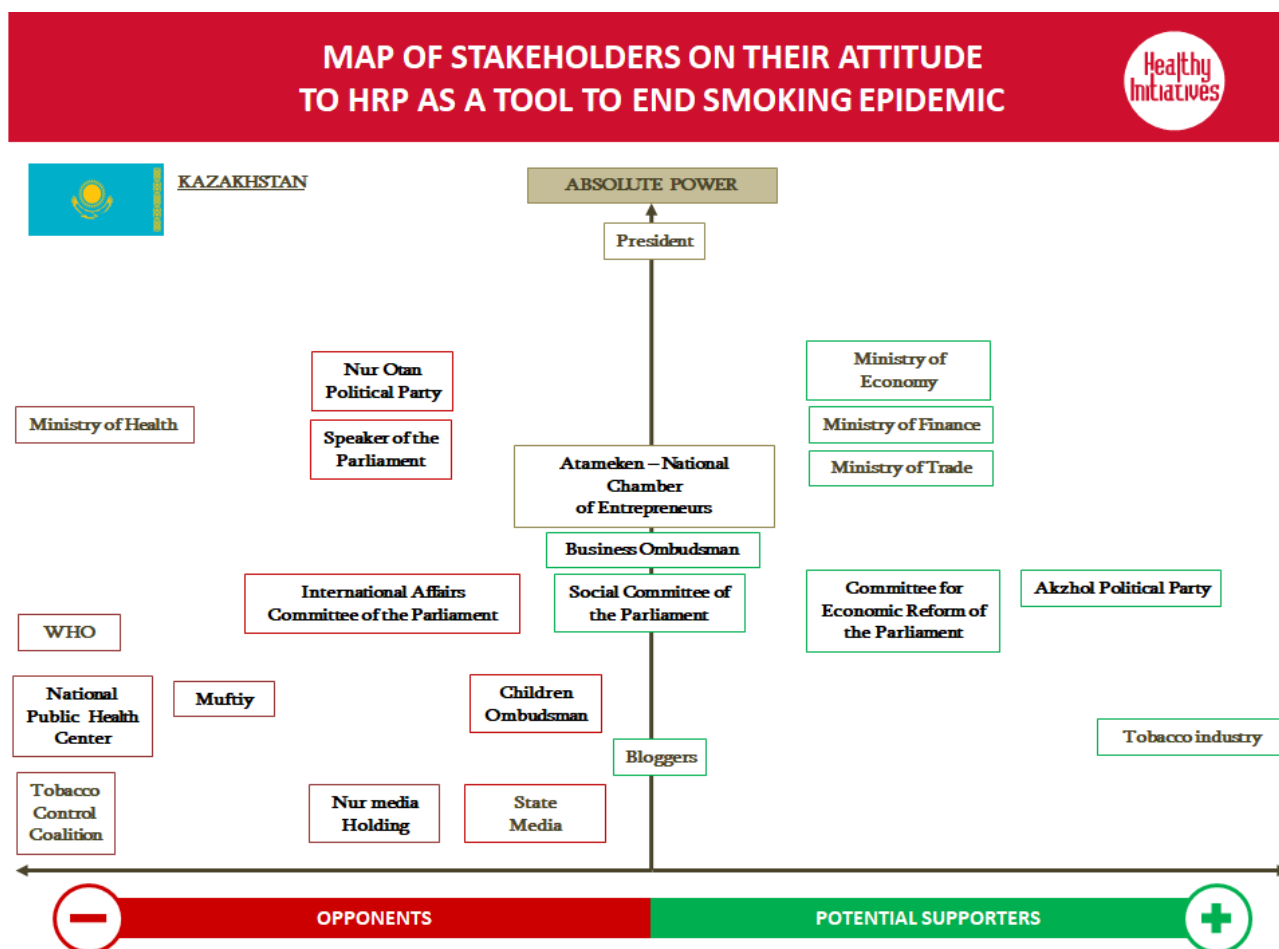 MAP OF STAKEHOLDERS ON THEIR ATTITUDE
TO HRP AS A TOOL TO END SMOKING EPIDEMIC
Healthy
Initiatives
KAZAKHSTAN
ABSOLUTE POWER
President
Nur Otan
Political Party
Ministry of
Economy
Ministry of Health
Speaker of the
Parliament
Ministry of Finance
Atameken – National
Chamber
of Entrepreneurs
Ministry of Trade
Business Ombudsman
International Affairs
Committee of the Parliament
Social Committee of
the Parliament
Committee for
Economic Reform of
the Parliament
Akzhol Political Party
WHO
National
Public Health
Center
Muftiy
Children
Ombudsman
Tobacco industry
Bloggers
Tobacco
Control
Coalition
Nur media
Holding
State
Media
OPPONENTS
POTENTIAL SUPPORTERS